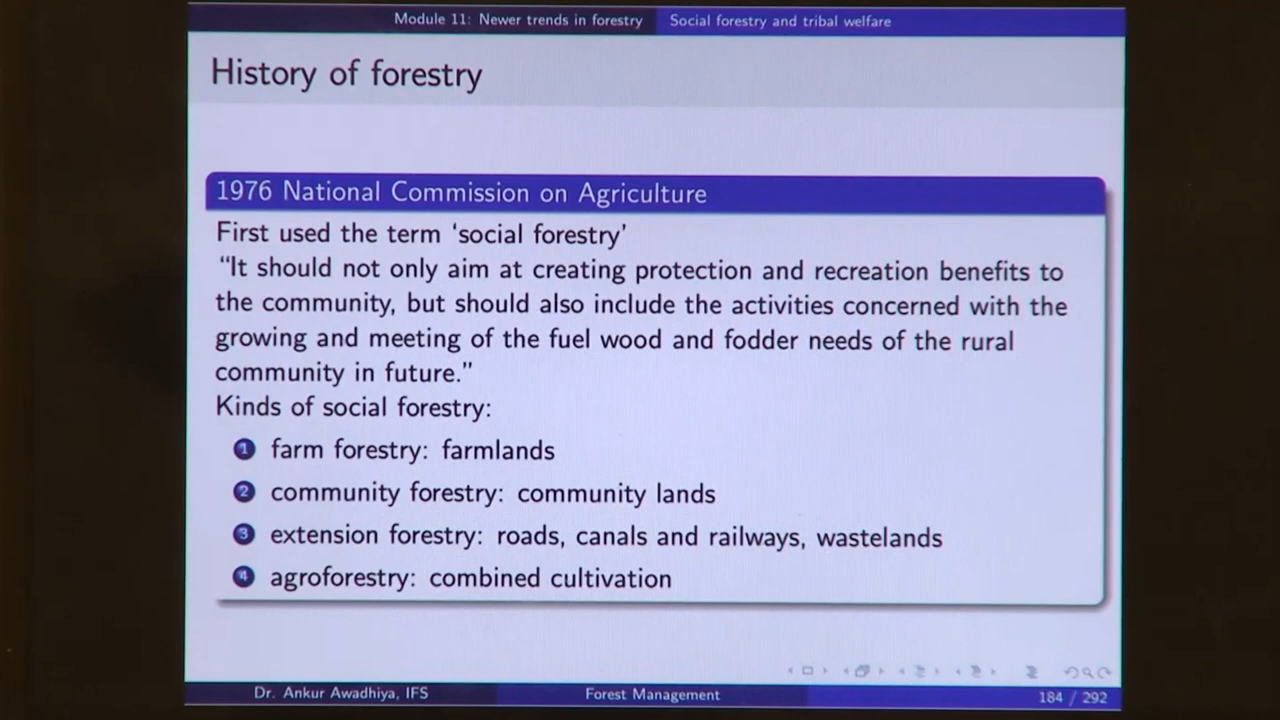 Module 11: Newer trends in forestry Social forestry and tribal welfare
History of forestry
1976 National Commission on Agriculture
First used the term ‘social forestry’
“It should not only aim at creating protection and recreation benefits to
the community, but should also include the activities concerned with the
growing and meeting of the fuel wood and fodder needs of the rural
community in future.”
Kinds of social forestry:
1 farm forestry: farmlands
2 community forestry: community lands
3 extension forestry: roads, canals and railways, wastelands
4 agroforestry: combined cultivation
Dr. Ankur Awadhiya, IFS Forest Management 184 / 292